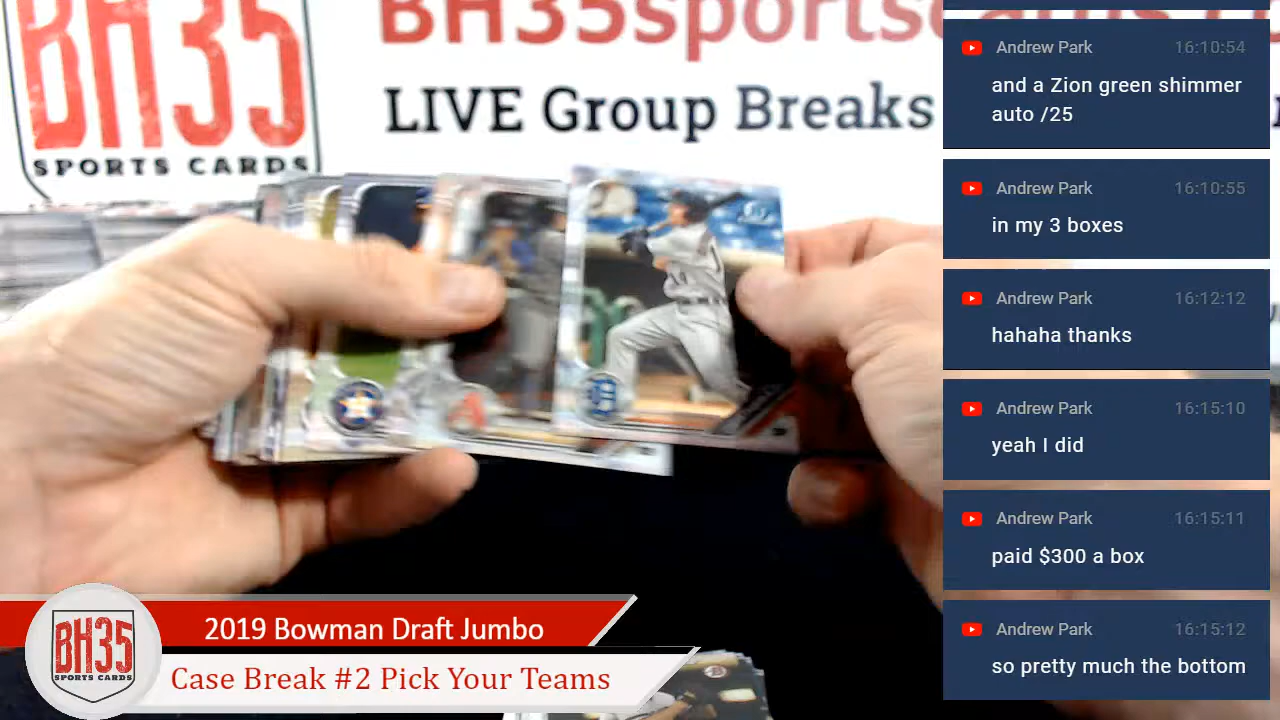 BH35
SPORTS CARDS
BH35sportscards
LIVE Group Breaks
Andrew Park 16:10:54
and a Zion green shimmer
auto /25
Andrew Park 16:10:55
in my 3 boxes
Andrew Park 16:12:12
hahaha thanks
Andrew Park 16:15:10
yeah I did
Andrew Park 16:15:11
paid $300 a box
Andrew Park 16:15:12
so pretty much the bottom
BH35
SPORTS CARDS
2019 Bowman Draft Jumbo
Case Break #2 Pick Your Teams